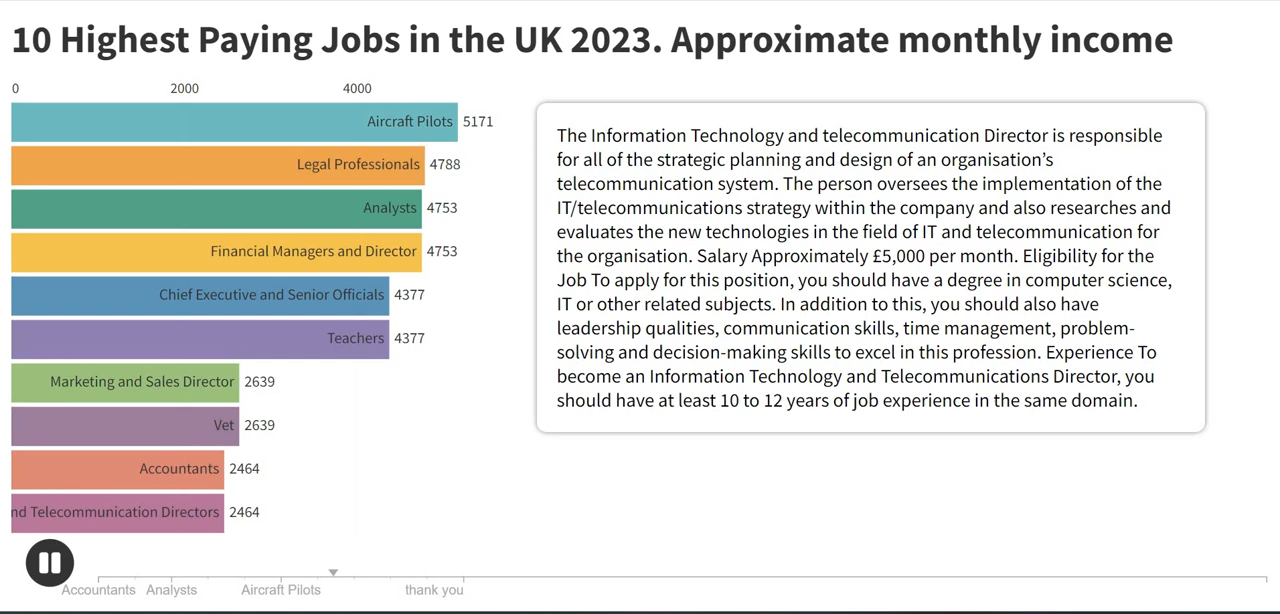 10 Highest Paying Jobs in the UK 2023. Approximate monthly income
0 2000 4000
Aircraft Pilots 5171
Legal Professionals 4788
Analysts 4753
Financial Managers and Director 4753
Chief Executive and Senior Officials 4377
Teachers 4377
Marketing and Sales Director 2639
Vet 2639
Accountants 2464
nd Telecommunication Directors 2464
The Information Technology and telecommunication Director is responsible
for all of the strategic planning and design of an organisation’s
telecommunication system. The person oversees the implementation of the
IT/telecommunications strategy within the company and also researches and
evaluates the new technologies in the field of IT and telecommunication for
the organisation. Salary Approximately £5,000 per month. Eligibility for the
Job To apply for this position, you should have a degree in computer science,
IT or other related subjects. In addition to this, you should also have
leadership qualities, communication skills, time management, problem-
solving and decision-making skills to excel in this profession. Experience To
become an Information Technology and Telecommunications Director, you
should have at least 10 to 12 years of job experience in the same domain.
Accountants Analysts Aircraft Pilots thank you